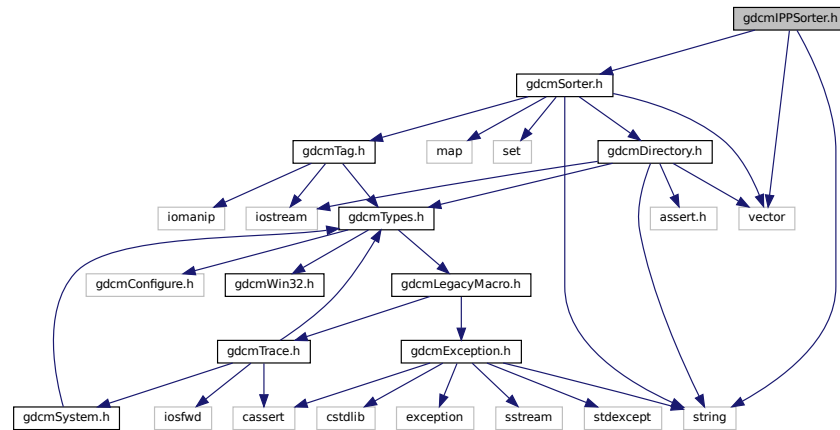 gdcmIPPSorter.h
gdcmSorter.h
gdcmTag.h
map
set
gdcmDirectory.h
iomanip
iostream
gdcmTypes.h
assert.h
vector
gdcmConfigure.h
gdcmWin32.h
gdcmLegacyMacro.h
gdcmTrace.h
gdcmException.h
gdcmSystem.h
iosfwd
cassert
cstdlib
exception
sstream
stdexcept
string